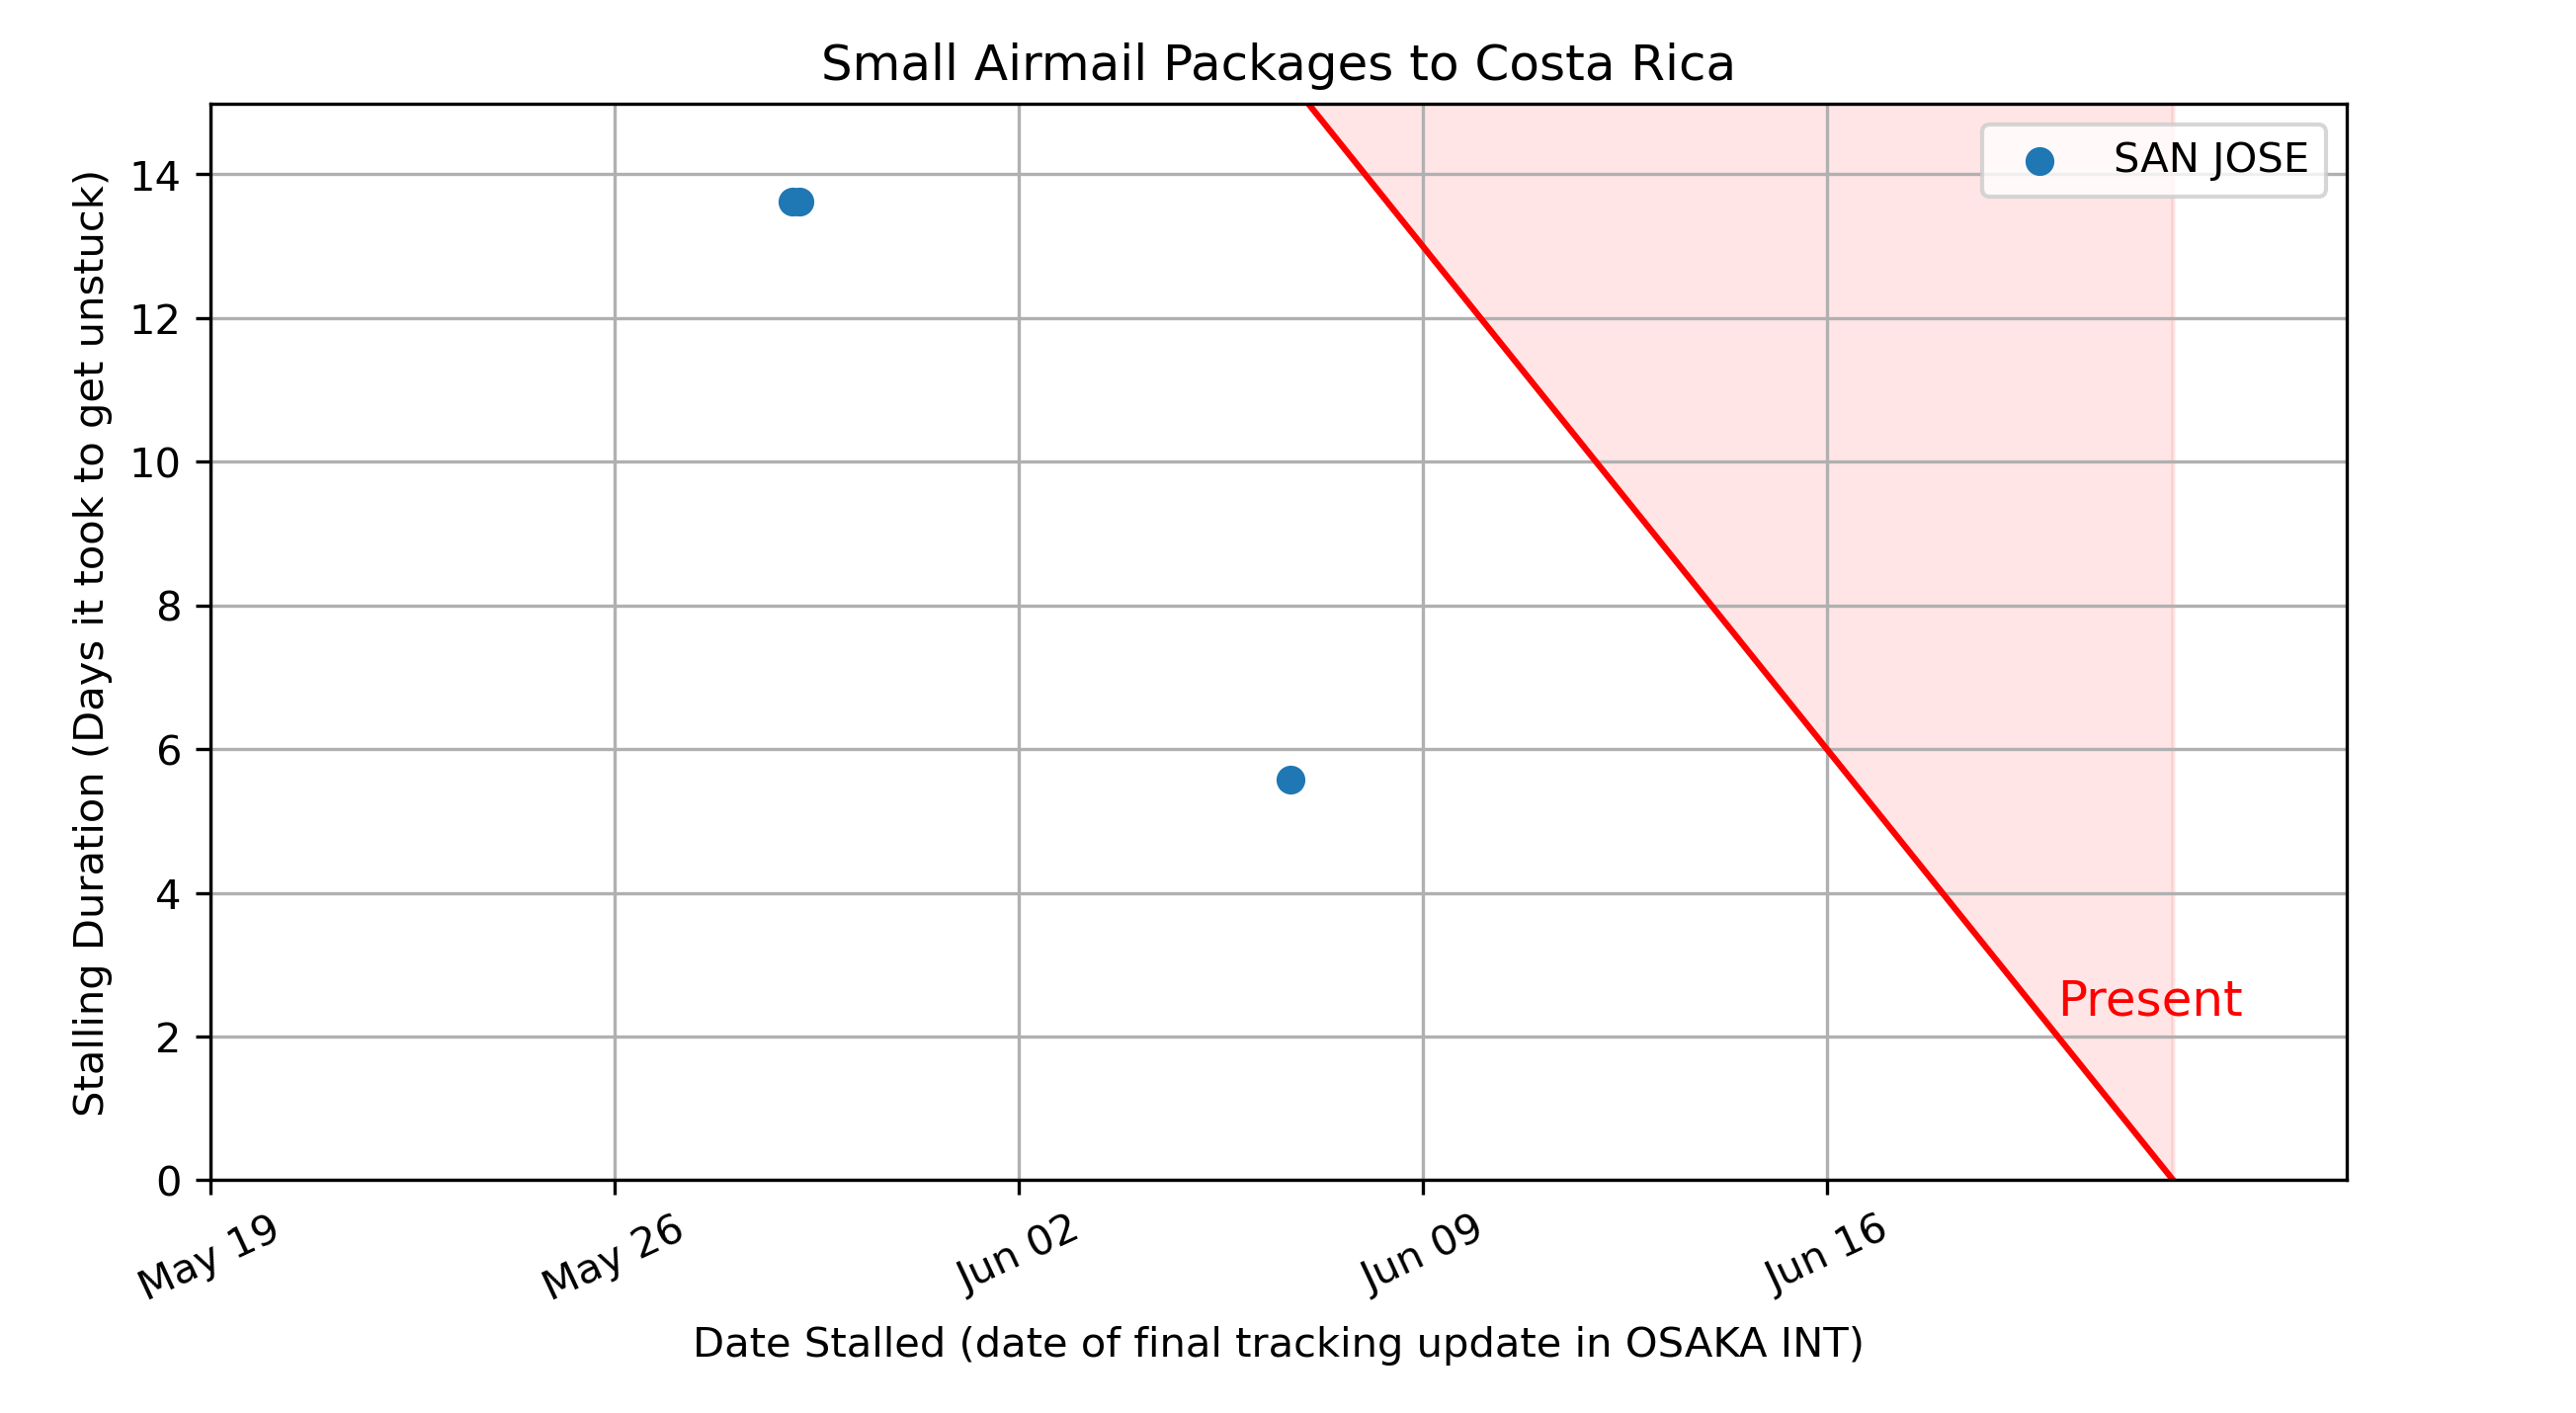 Small Airmail Packages to Costa Rica
Stalling Duration (Days it took to get unstuck)
14
12
10
8
6
4
2
0
SAN JOSE
Present
May 19
May 26
Jun 02
Jun 09
Jun 16
Date Stalled (date of final tracking update in OSAKA INT)